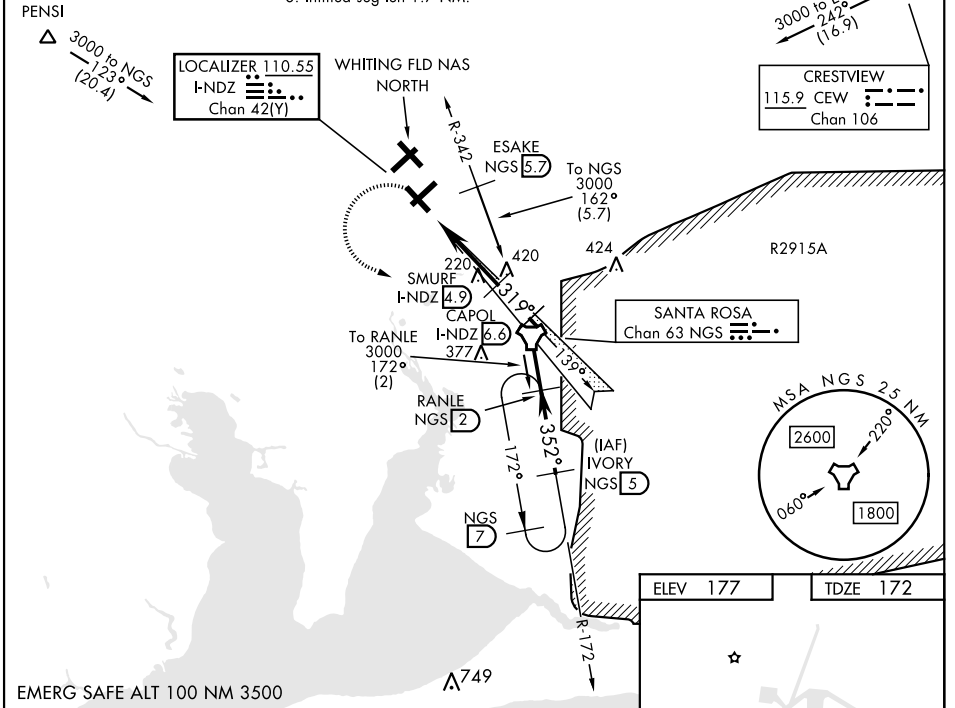 PENSI
3000 to NGS
123°
(20.4)
LOCALIZER 110.55
I-NDZ
Chan 42(Y)
WHITING FLD NAS
NORTH
3000 to
242°
(16.9)
CRESTVIEW
115.9 CEW
Chan 106
R-342
ESAKE
NGS 5.7
To NGS
3000
162°
(5.7)
R2915A
424
420
220
SMURF
I-NDZ 4.9
319°
CAPOL
I-NDZ 6.6
377
139°
SANTA ROSA
Chan 63 NGS
To RANLE
3000
172°
(2)
RANLE
NGS 2
352°
172°
(IAF)
IVORY
NGS 5
NGS
7
MSA NGS 25 NM
220°
2600
060°
1800
ELEV 177
TDZE 172
R-172
749
EMERG SAFE ALT 100 NM 3500